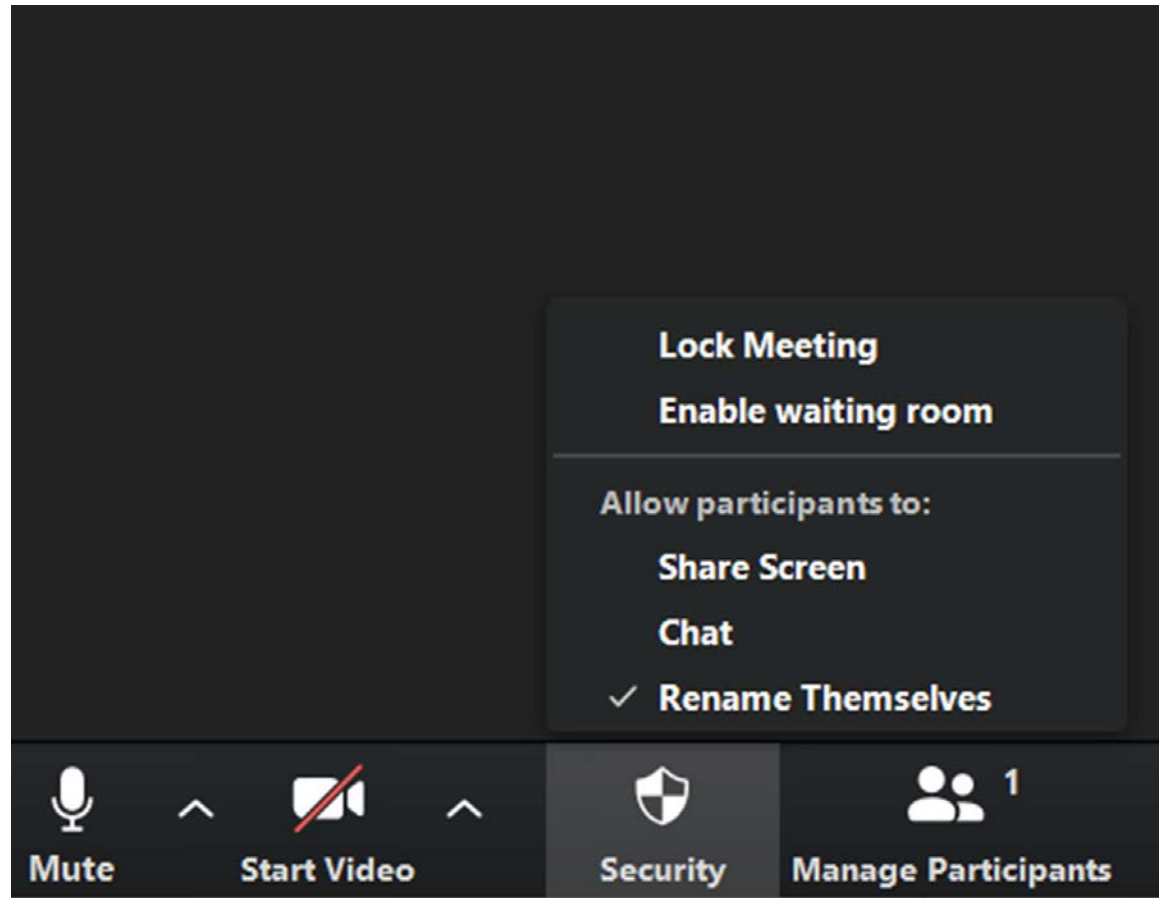 Lock Meeting
Enable waiting room
Allow participants to:
Share Screen
Chat
Rename Themselves
1
Mute
Start Video
Security
Manage Participants